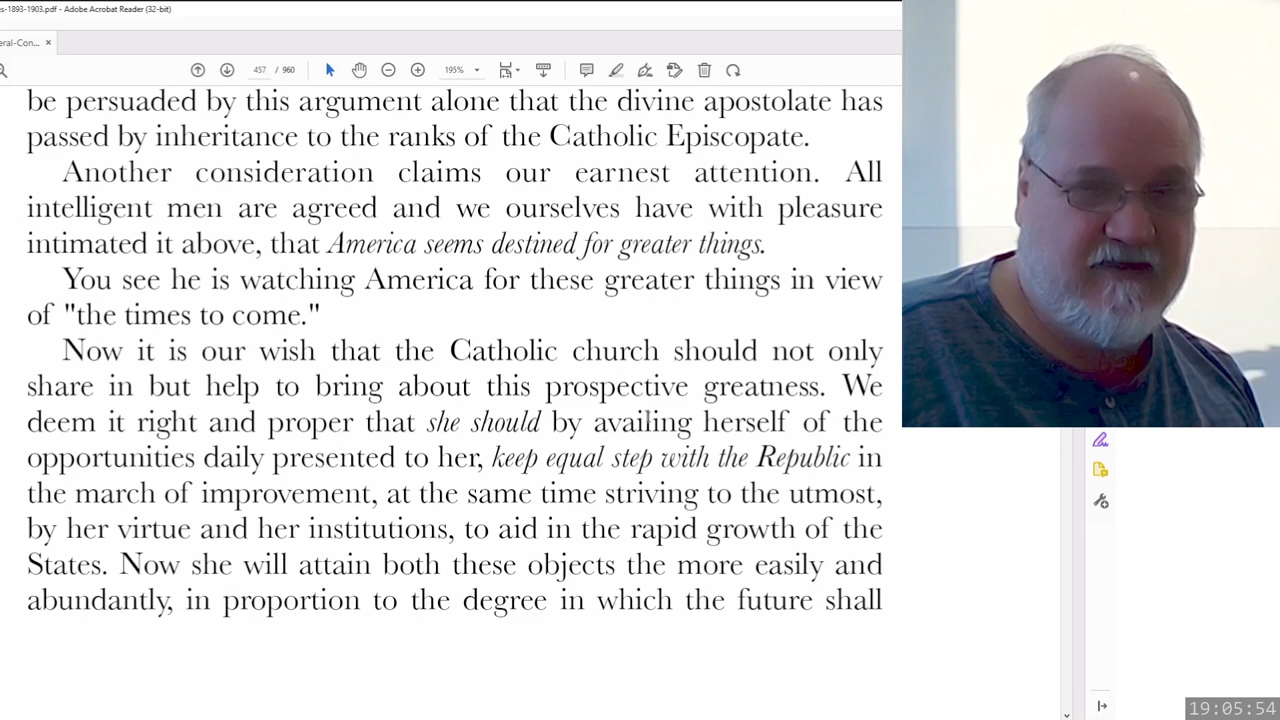 s-1893-1903.pdf - Adobe Acrobat Reader (32-bit)
eral-Con... ×
457 / 960 195%
be persuaded by this argument alone that the divine apostolate has
passed by inheritance to the ranks of the Catholic Episcopate.
Another consideration claims our earnest attention. All
intelligent men are agreed and we ourselves have with pleasure
intimated it above, that America seems destined for greater things.
You see he is watching America for these greater things in view
of "the times to come."
Now it is our wish that the Catholic church should not only
share in but help to bring about this prospective greatness. We
deem it right and proper that she should by availing herself of the
opportunities daily presented to her, keep equal step with the Republic in
the march of improvement, at the same time striving to the utmost,
by her virtue and her institutions, to aid in the rapid growth of the
States. Now she will attain both these objects the more easily and
abundantly, in proportion to the degree in which the future shall
19:05:54